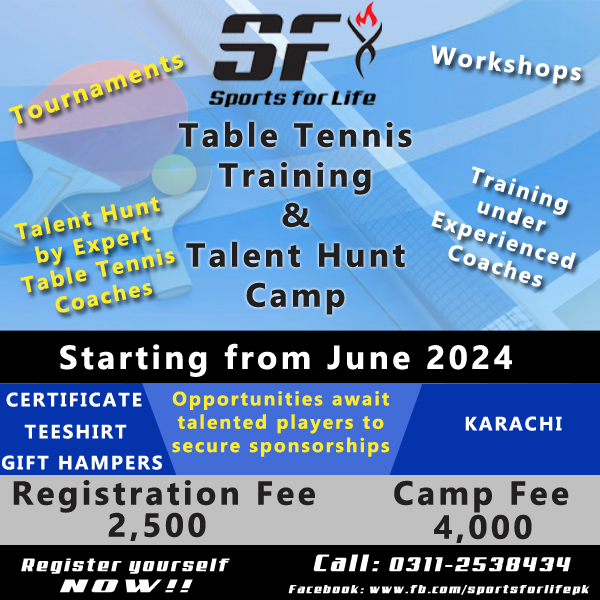 SF
Sports for Life
Tournaments
Workshops
Table Tennis
Training
&
Talent Hunt
Camp
Talent Hunt
by Expert
Table Tennis
Coaches
Training
under
Experienced
Coaches
Starting from June 2024
CERTIFICATE
TEESHIRT
GIFT HAMPERS
Opportunities await
talented players to
secure sponsorships
KARACHI
Registration Fee
2,500
Camp Fee
4,000
Register yourself
NOW!!
Call: 0311-2538434
Facebook: www.fb.com/sportsforlifepk